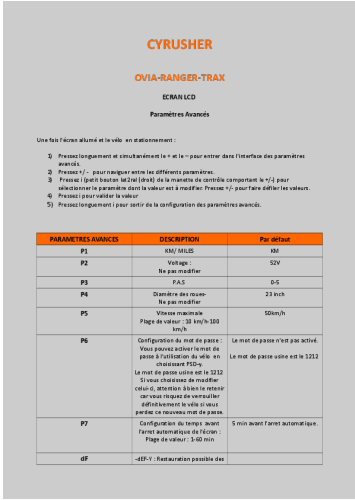 CYRUSHER
OVIA-RANGER-TRAX
ECRAN LCD
Paramètres Avancés
Une fois l'écran allumé et le vélo en stationnement :
1) Pressez longuement et simultanément le + et le – pour entrer dans l'interface des paramètres
avancés.
2) Pressez +/ - pour naviguer entre les différents paramètres.
3) Pressez i (petit bouton latéral (droit) de la manette de contrôle comportant le +/-) pour
sélectionner le paramètre dont la valeur est à modifier. Pressez +/- pour faire défiler les valeurs.
4) Pressez i pour valider la valeur
5) Pressez longuement i pour sortir de la configuration des paramètres avancés.
PARAMETRES AVANCES DESCRIPTION Par défaut
P1 KM/ MILES KM
P2 Voltage : 52V
Ne pas modifier
P3 P.A.S 0-5
P4 Diamètre des roues- 23 inch
Ne pas modifier
P5 Vitesse maximale 50km/h
Plage de valeur : 10 km/h-100
km/h
P6 Configuration du mot de passe : Le mot de passe n'est pas activé.
Vous pouvez activer le mot de
passe à l'utilisation du vélo en Le mot de passe usine est le 1212
choisissant PSD-y.
Le mot de passe usine est le 1212
Si vous choisissez de modifier
celui-ci, attention à bien le retenir
car vous risquez de verrouiller
définitivement le vélo si vous
perdez ce nouveau mot de passe.
P7 Configuration du temps avant 5 min avant l'arret automatique.
l'arret automatique de l'écran :
Plage de valeur : 1-60 min
dF -dEF-Y : Restauration possible des